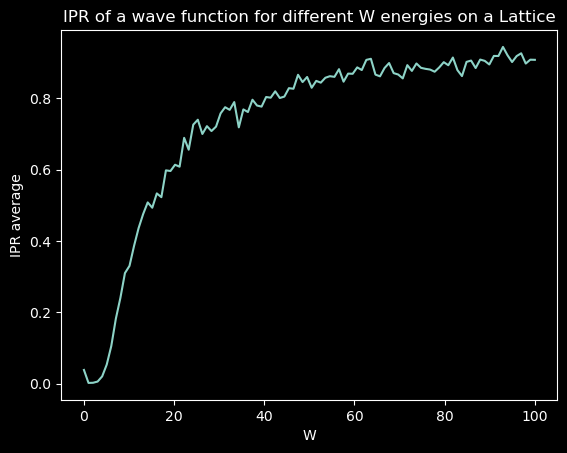 IPR of a wave function for different W energies on a Lattice
IPR average
0.8
0.6
0.4
0.2
0.0
0 20 40 60 80 100
W